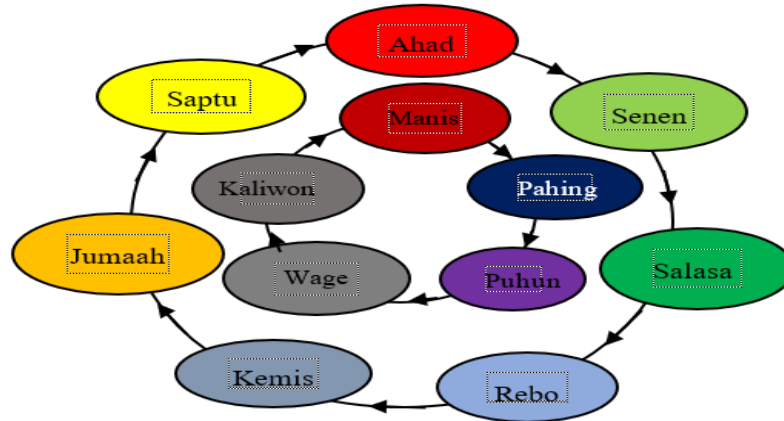 Ahad
Saptu
Senen
Manis
Kaliwon
Pahing
Jumaah
Wage
Puhun
Salasa
Kemis
Rebo